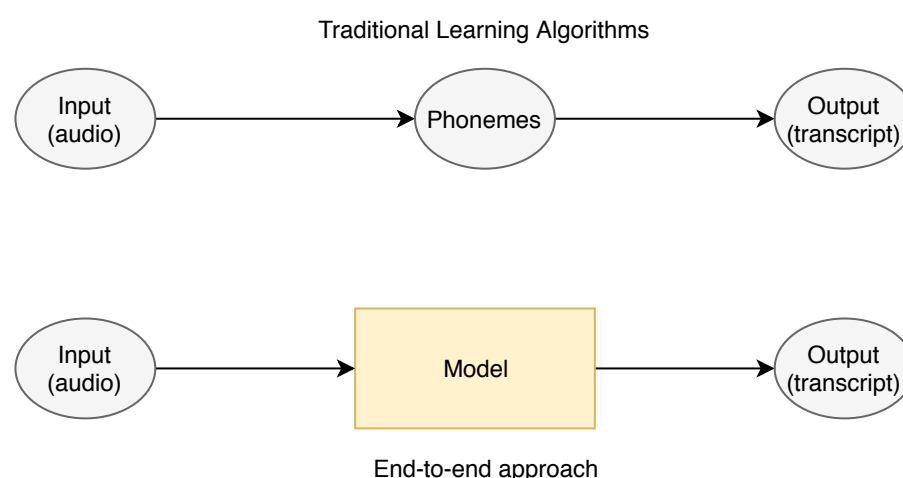 Traditional Learning Algorithms
Input
(audio)
Phonemes
Output
(transcript)
Input
(audio)
Model
Output
(transcript)
End-to-end approach